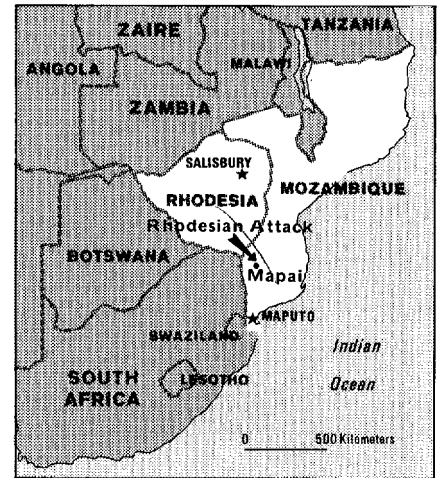 ZAIRE
TANZANIA
ANGOLA
MALAWI
ZAMBIA
SALISBURY
MOZAMBIQUE
RHODESIA
Rhodesian Attack
BOTSWANA
Mapai
MAPUTO
SWAZILAND
Indian
Ocean
SOUTH
AFRICA
LESOTHO
0 500 Kilometers